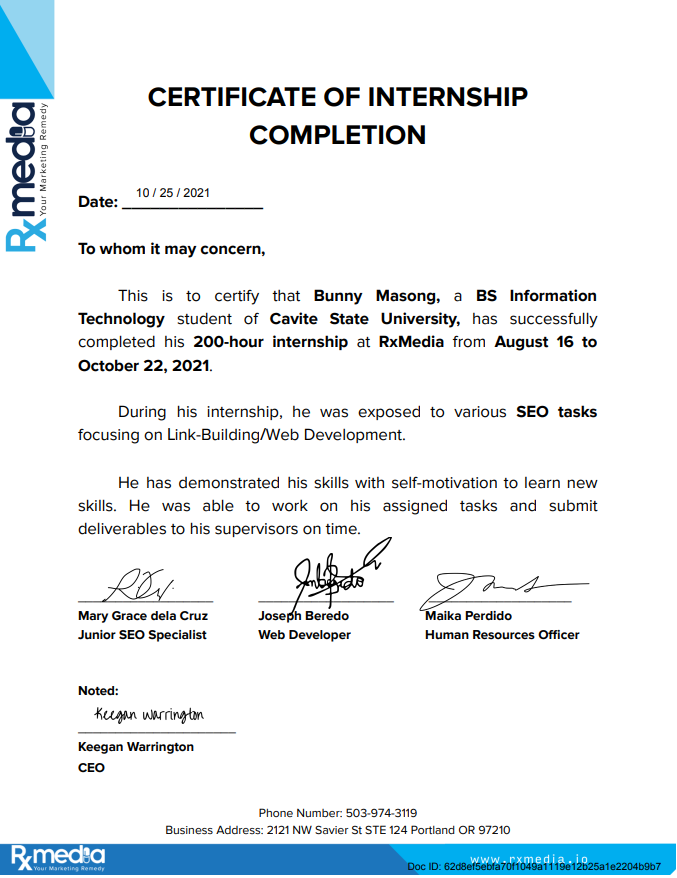 CERTIFICATE OF INTERNSHIP
COMPLETION
Rxmedia
Your Marketing Remedy
Date: 10 / 25 / 2021
To whom it may concern,
This is to certify that Bunny Masong, a BS Information
Technology student of Cavite State University, has successfully
completed his 200-hour internship at RxMedia from August 16 to
October 22, 2021.
During his internship, he was exposed to various SEO tasks
focusing on Link-Building/Web Development.
He has demonstrated his skills with self-motivation to learn new
skills. He was able to work on his assigned tasks and submit
deliverables to his supervisors on time.
Mary Grace dela Cruz
Junior SEO Specialist
Joseph Beredo
Web Developer
Maika Perdido
Human Resources Officer
Noted:
Keegan Warrington
Keegan Warrington
CEO
Phone Number: 503-974-3119
Business Address: 2121 NW Savier St STE 124 Portland OR 97210
Rxmedia
Your Marketing Remedy
www.rxmedia.io
Doc ID: 62d8ef5ebfa70f1049a1119e12b25a1e2204b9b7